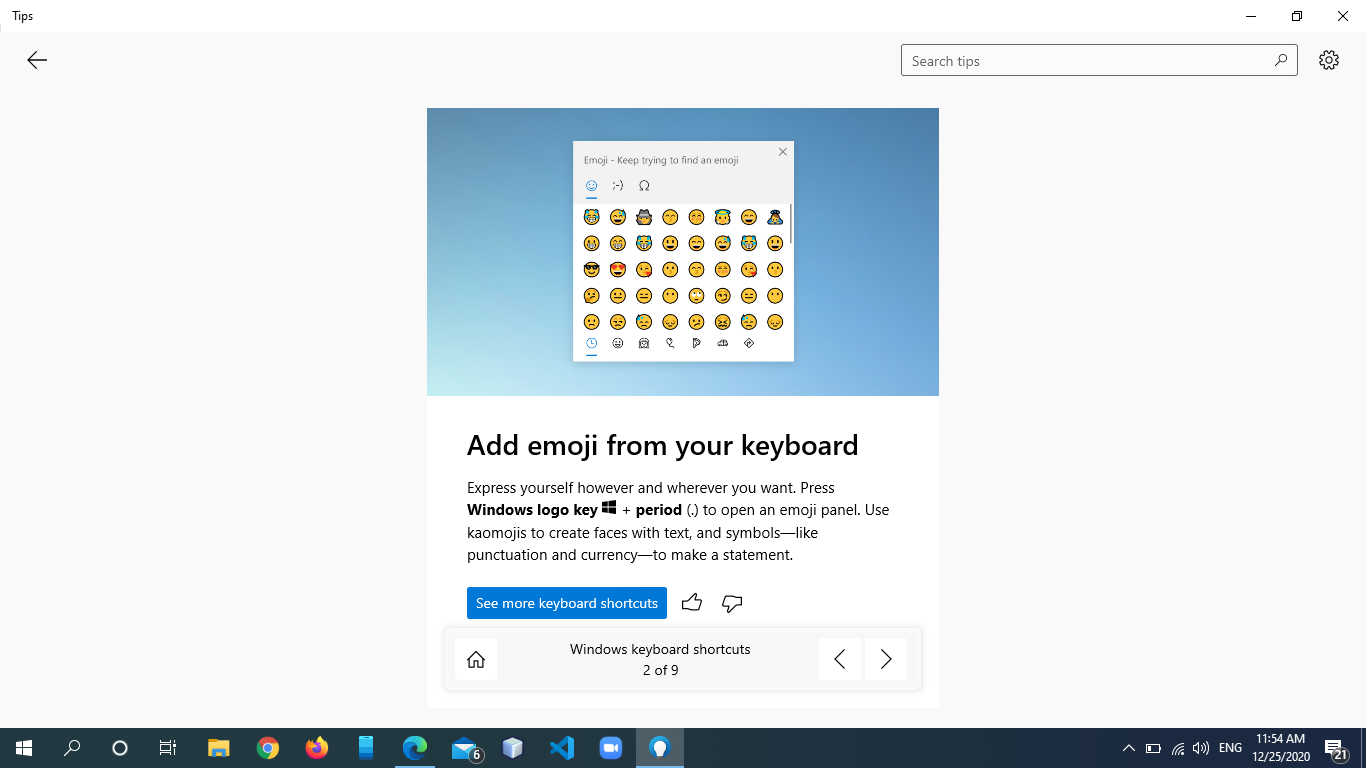 Tips
Search tips
Emoji - Keep trying to find an emoji
;-)
Ω
Add emoji from your keyboard
Express yourself however and wherever you want. Press
Windows logo key + period (.) to open an emoji panel. Use
kaomojis to create faces with text, and symbols—like
punctuation and currency—to make a statement.
See more keyboard shortcuts
Windows keyboard shortcuts
2 of 9
6
ENG
11:54 AM
12/25/2020
21